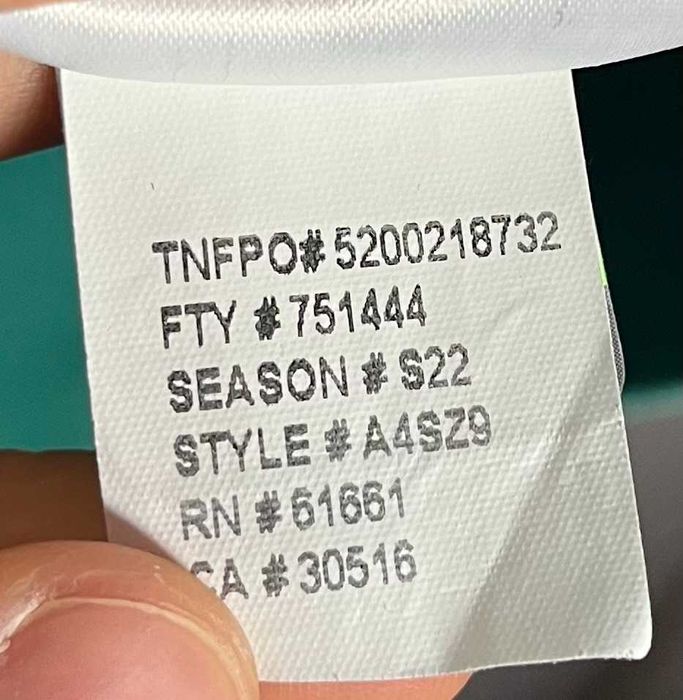 TNFPO# 5200218732
FTY # 751444
SEASON # S22
STYLE # A4SZ9
RN # 61661
CA # 30516